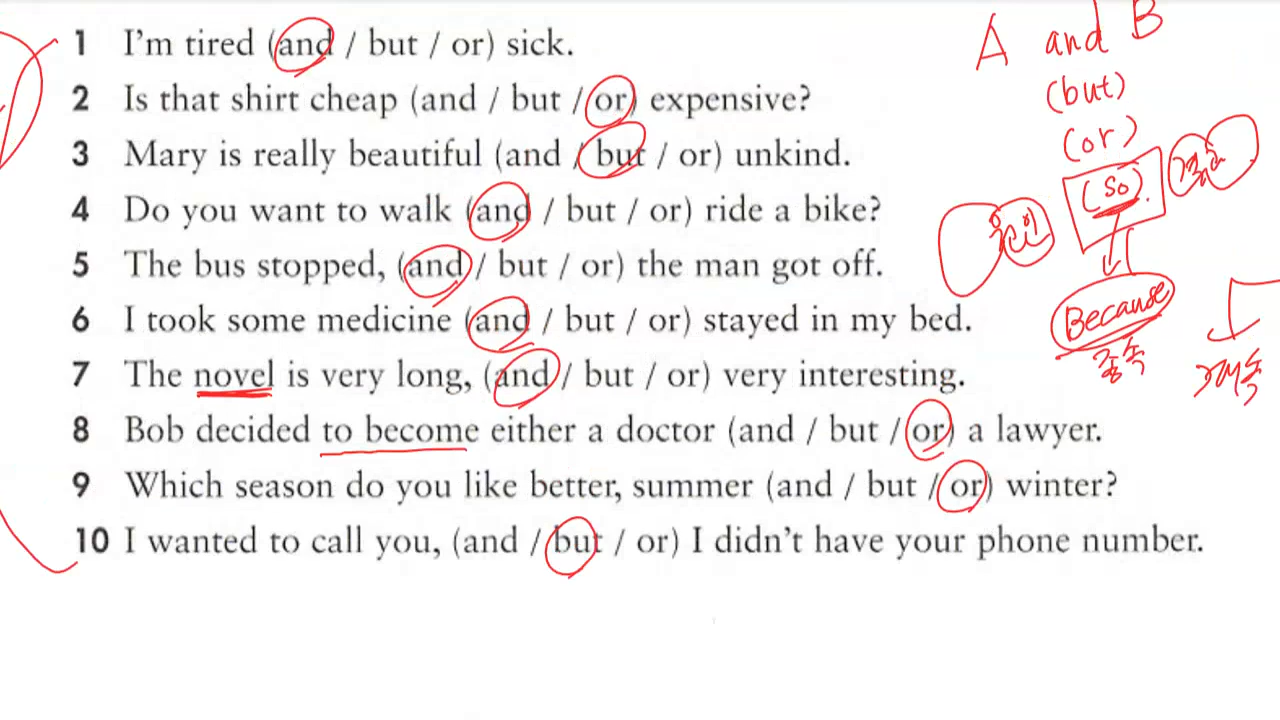 1 I'm tired (and / but / or) sick.
2 Is that shirt cheap (and / but / or) expensive?
3 Mary is really beautiful (and / but / or) unkind.
4 Do you want to walk (and / but / or) ride a bike?
5 The bus stopped, (and / but / or) the man got off.
6 I took some medicine (and / but / or) stayed in my bed.
7 The novel is very long, (and / but / or) very interesting.
8 Bob decided to become either a doctor (and / but / or) a lawyer.
9 Which season do you like better, summer (and / but / or) winter?
10 I wanted to call you, (and / but / or) I didn't have your phone number.
A and B
(but)
(or)
(so)
원인
결과
Because
종속